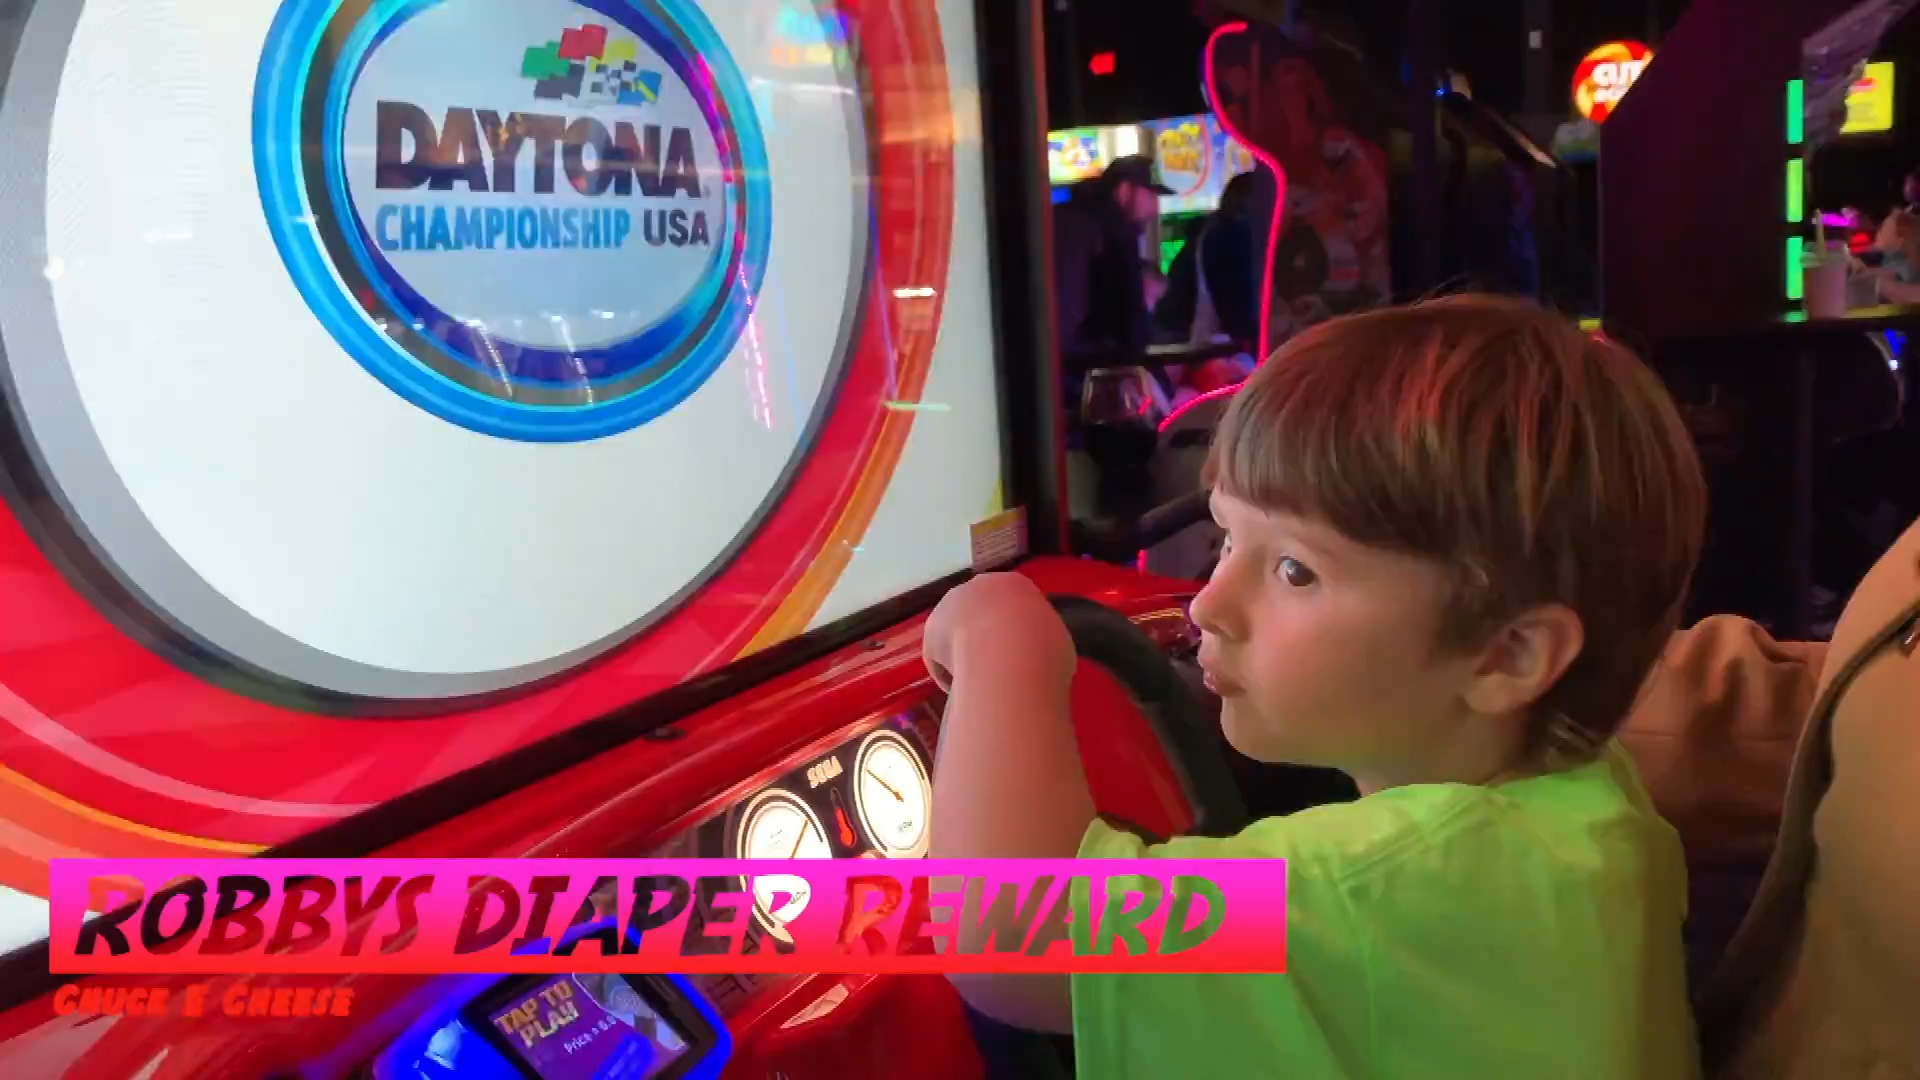 DAYTONA
CHAMPIONSHIP USA
SEGA
ROBBYS DIAPER REWARD
CHUCK E CHEESE
TAP TO
PLAY!